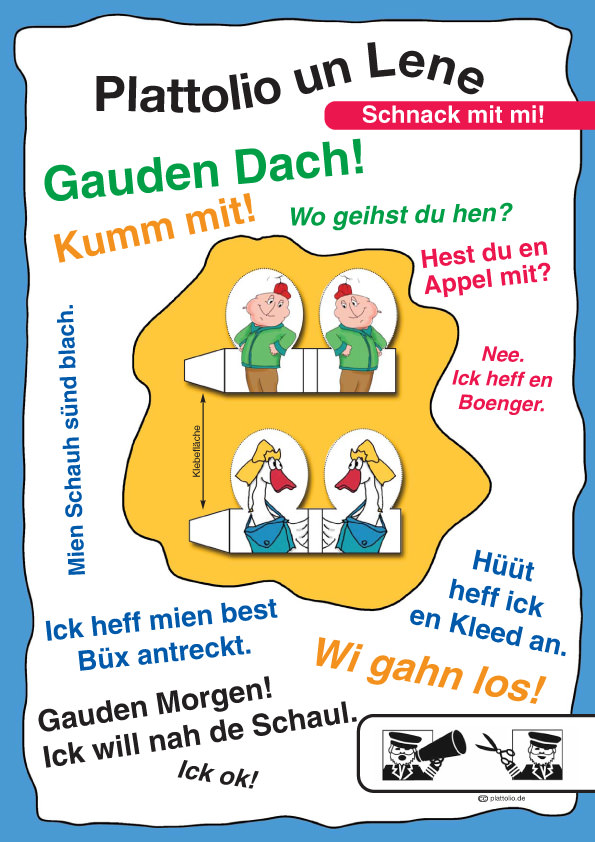 Plattolio un Lene
Schnack mit mi!
Gauden Dach!
Kumm mit!
Wo geihst du hen?
Hest du en
Appel mit?
Mien Schauh sünd blach.
Nee.
Ick heff en
Boenger.
Klebefläche
Hüüt
heff ick
en Kleed an.
Ick heff mien best
Büx antreckt.
Wi gahn los!
Gauden Morgen!
Ick will nah de Schaul.
Ick ok!
cc plattolio.de